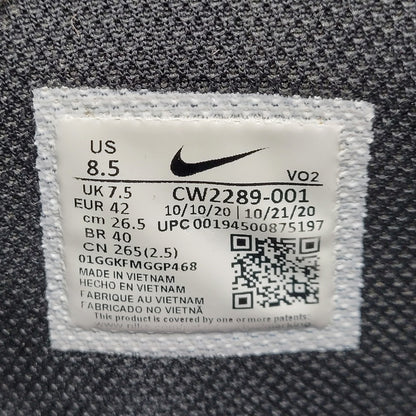 US
8.5
VO2
UK 7.5
CW2289-001
EUR 42
10/10/20 | 10/21/20
cm 26.5
UPC 00194500875197
BR 40
CN 265(2.5)
01GGKFMGGP468
MADE IN VIETNAM
HECHO EN VIETNAM
FABRIQUE AU VIETNAM
FABRICADO NO VIETNÃ
This product is covered by one or more patents